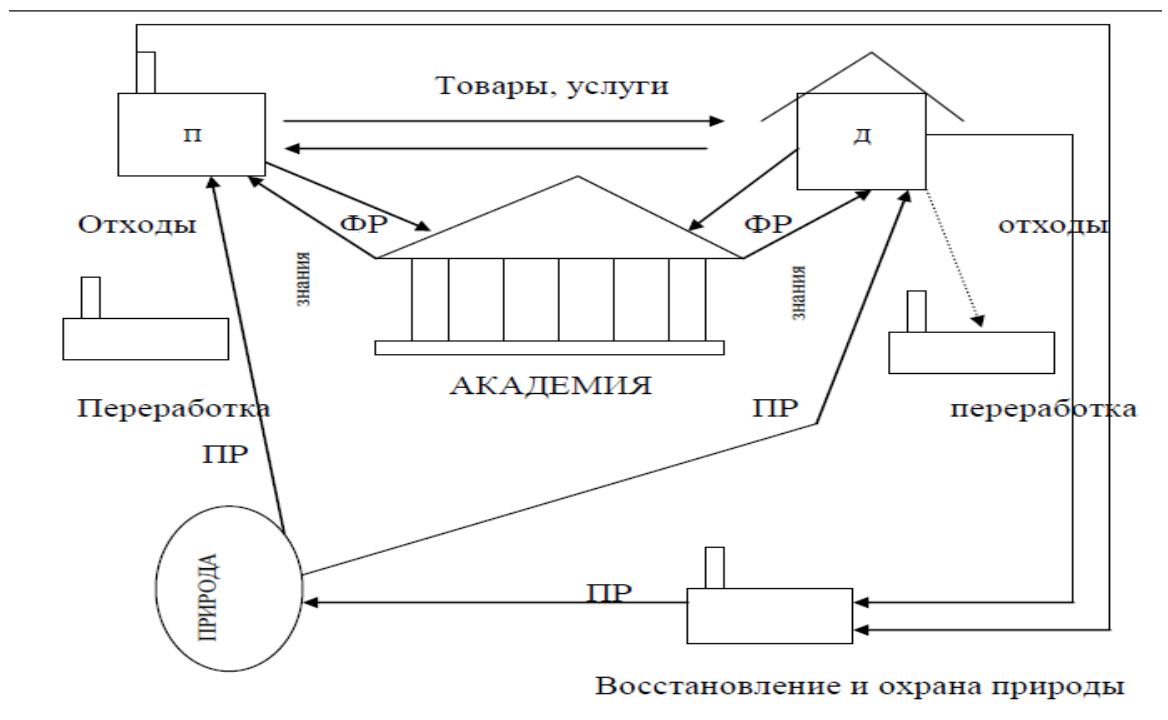 Товары, услуги
П
Д
Отходы
ФР
ФР
отходы
знания
знания
АКАДЕМИЯ
Переработка
ПР
переработка
ПР
ПРИРОДА
ПР
Восстановление и охрана природы